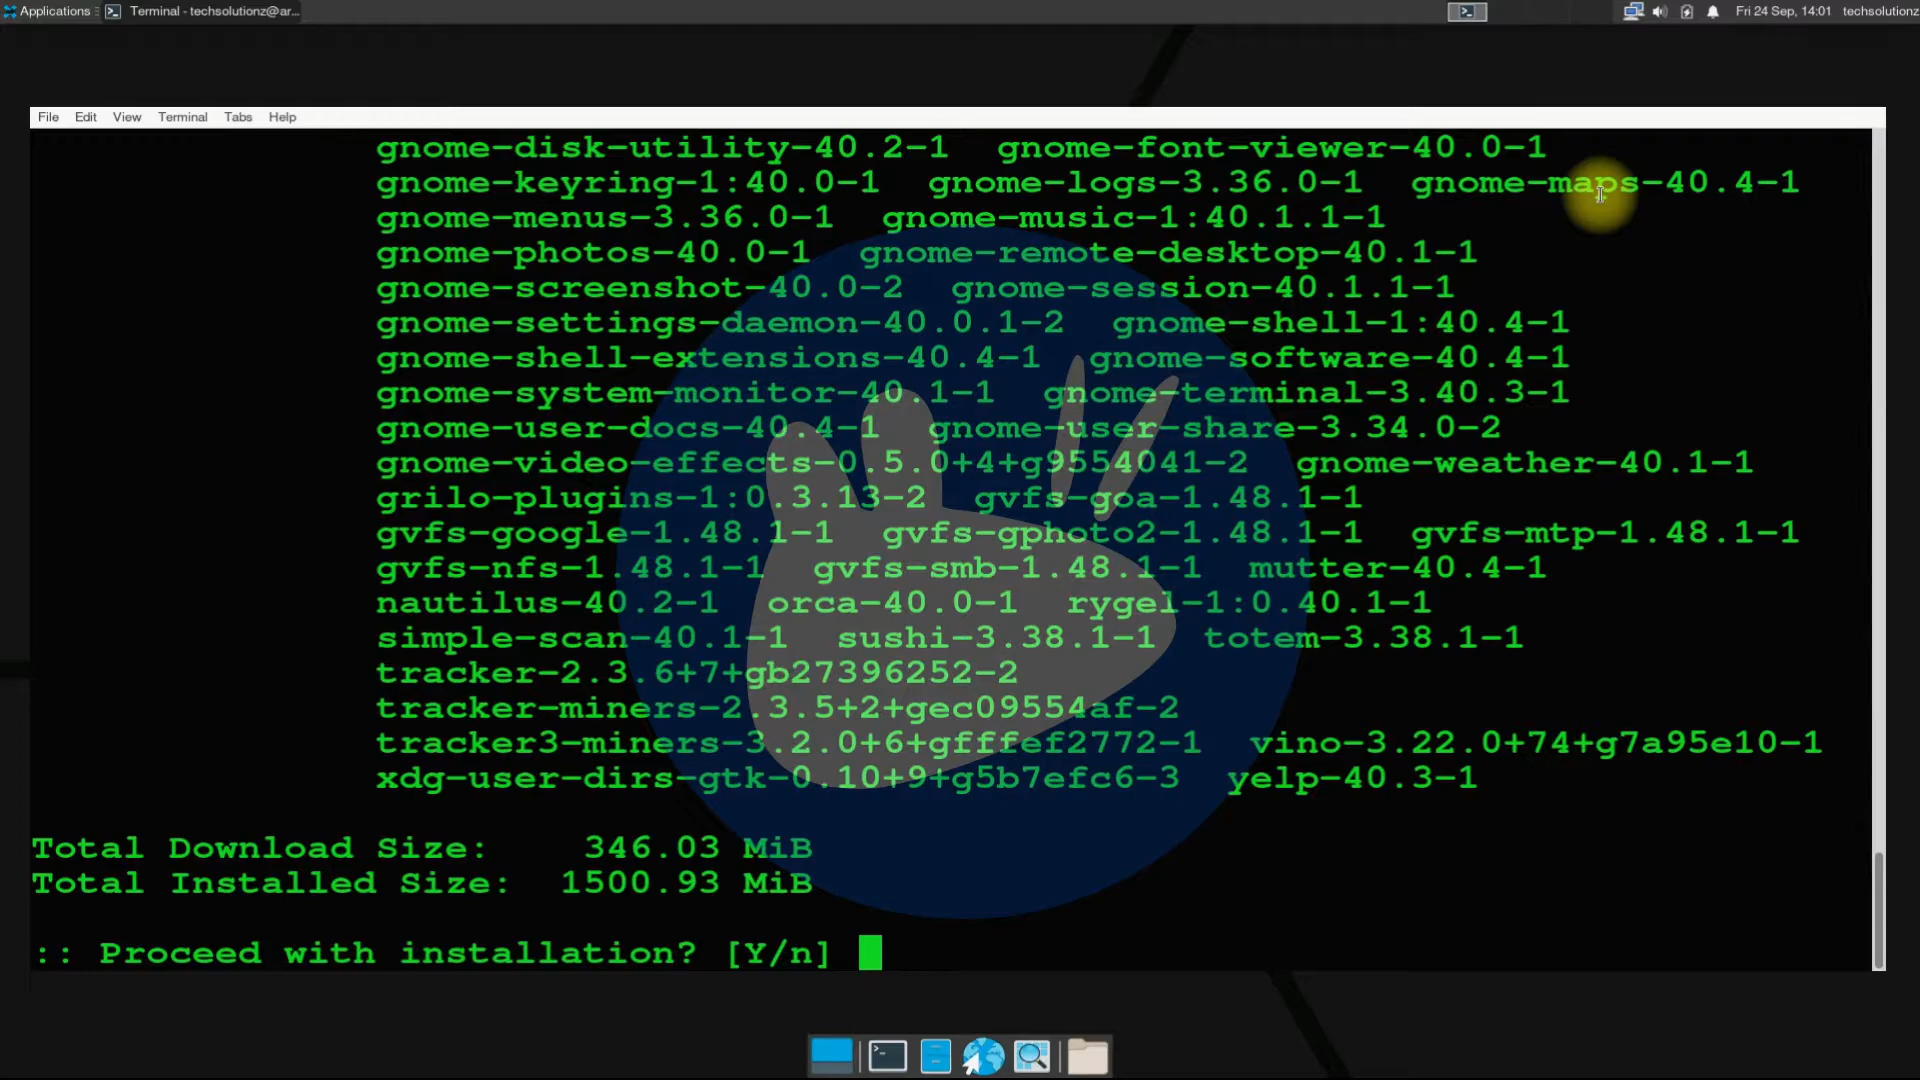 Applications
Terminal - techsolutionz@ar...
Fri 24 Sep, 14:01 techsolutionz
File Edit View Terminal Tabs Help
gnome-disk-utility-40.2-1 gnome-font-viewer-40.0-1
gnome-keyring-1:40.0-1 gnome-logs-3.36.0-1 gnome-maps-40.4-1
gnome-menus-3.36.0-1 gnome-music-1:40.1.1-1
gnome-photos-40.0-1 gnome-remote-desktop-40.1-1
gnome-screenshot-40.0-2 gnome-session-40.1.1-1
gnome-settings-daemon-40.0.1-2 gnome-shell-1:40.4-1
gnome-shell-extensions-40.4-1 gnome-software-40.4-1
gnome-system-monitor-40.1-1 gnome-terminal-3.40.3-1
gnome-user-docs-40.4-1 gnome-user-share-3.34.0-2
gnome-video-effects-0.5.0+4+g9554041-2 gnome-weather-40.1-1
grilo-plugins-1:0.3.13-2 gvfs-goa-1.48.1-1
gvfs-google-1.48.1-1 gvfs-gphoto2-1.48.1-1 gvfs-mtp-1.48.1-1
gvfs-nfs-1.48.1-1 gvfs-smb-1.48.1-1 mutter-40.4-1
nautilus-40.2-1 orca-40.0-1 rygel-1:0.40.1-1
simple-scan-40.1-1 sushi-3.38.1-1 totem-3.38.1-1
tracker-2.3.6+7+gb27396252-2
tracker-miners-2.3.5+2+gec09554af-2
tracker3-miners-3.2.0+6+gfffef2772-1 vino-3.22.0+74+g7a95e10-1
xdg-user-dirs-gtk-0.10+9+g5b7efc6-3 yelp-40.3-1
Total Download Size: 346.03 MiB
Total Installed Size: 1500.93 MiB
:: Proceed with installation? [Y/n]